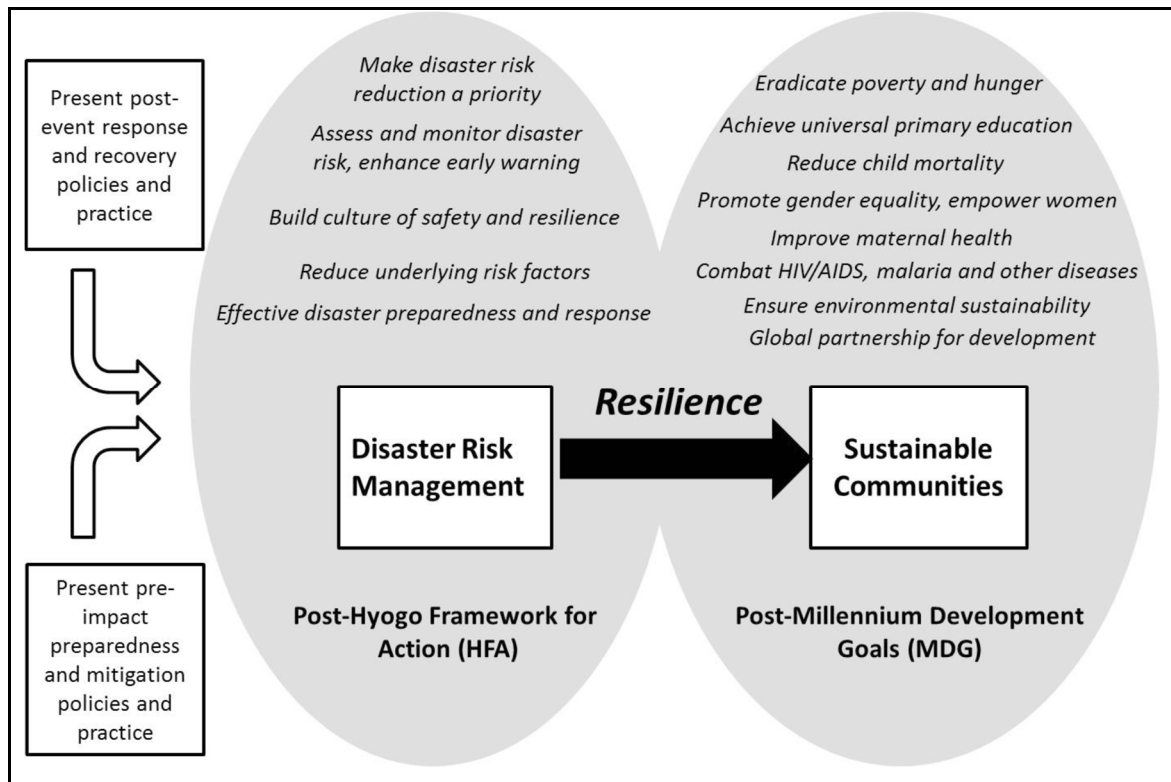 Present post-
event response
and recovery
policies and
practice
Present pre-
impact
preparedness
and mitigation
policies and
practice
Make disaster risk
reduction a priority
Assess and monitor disaster
risk, enhance early warning
Build culture of safety and resilience
Reduce underlying risk factors
Effective disaster preparedness and response
Disaster Risk
Management
Post-Hyogo Framework for
Action (HFA)
Resilience
Eradicate poverty and hunger
Achieve universal primary education
Reduce child mortality
Promote gender equality, empower women
Improve maternal health
Combat HIV/AIDS, malaria and other diseases
Ensure environmental sustainability
Global partnership for development
Sustainable
Communities
Post-Millennium Development
Goals (MDG)